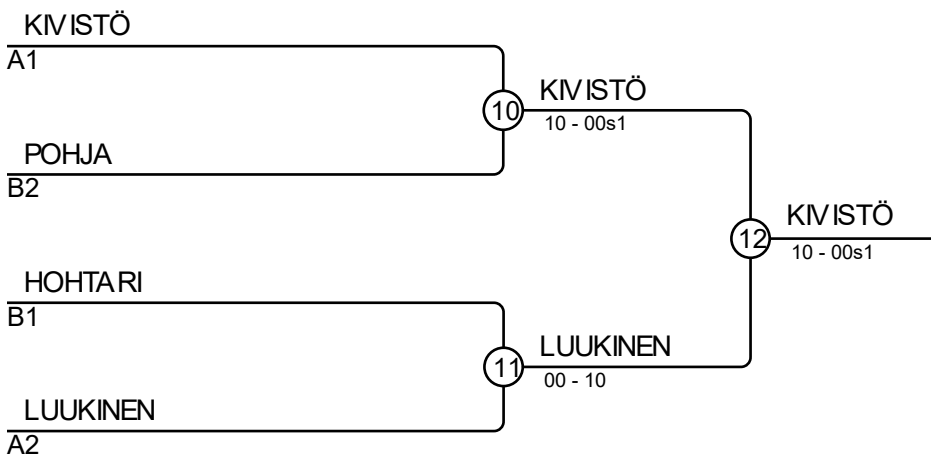 KIVISTÖ
A1
10
KIVISTÖ
10 - 00s1
POHJA
B2
12
KIVISTÖ
10 - 00s1
HOHTARI
B1
11
LUUKINEN
00 - 10
LUUKINEN
A2